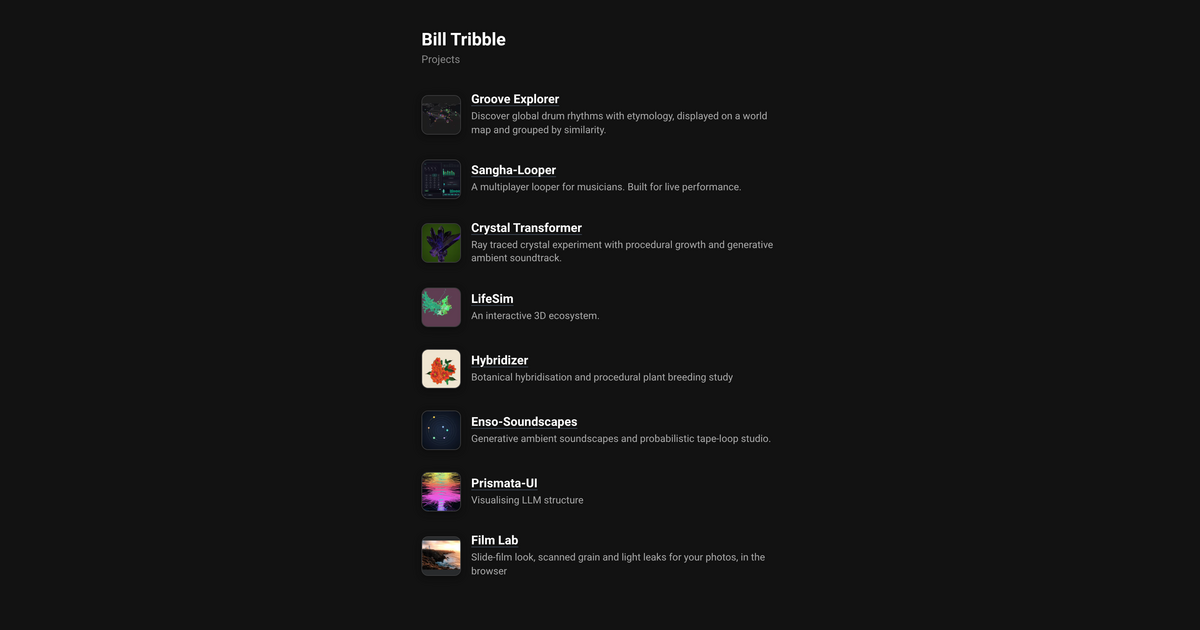 Bill Tribble
Projects
Groove Explorer
Discover global drum rhythms with etymology, displayed on a world
map and grouped by similarity.
Sangha-Looper
A multiplayer looper for musicians. Built for live performance.
Crystal Transformer
Ray traced crystal experiment with procedural growth and generative
ambient soundtrack.
LifeSim
An interactive 3D ecosystem.
Hybridizer
Botanical hybridisation and procedural plant breeding study
Enso-Soundscapes
Generative ambient soundscapes and probabilistic tape-loop studio.
Prismata-UI
Visualising LLM structure
Film Lab
Slide-film look, scanned grain and light leaks for your photos, in the
browser